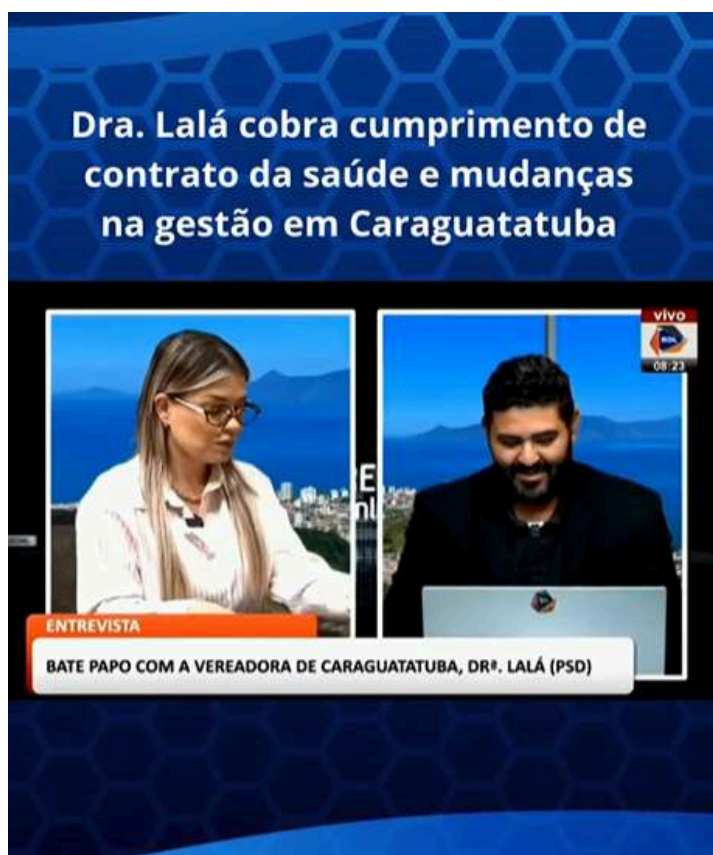 Dra. Lalá cobra cumprimento de
contrato da saúde e mudanças
na gestão em Caraguatatuba
vivo
08:23
ENTREVISTA
BATE PAPO COM A VEREADORA DE CARAGUATATUBA, DRª. LALÁ (PSD)